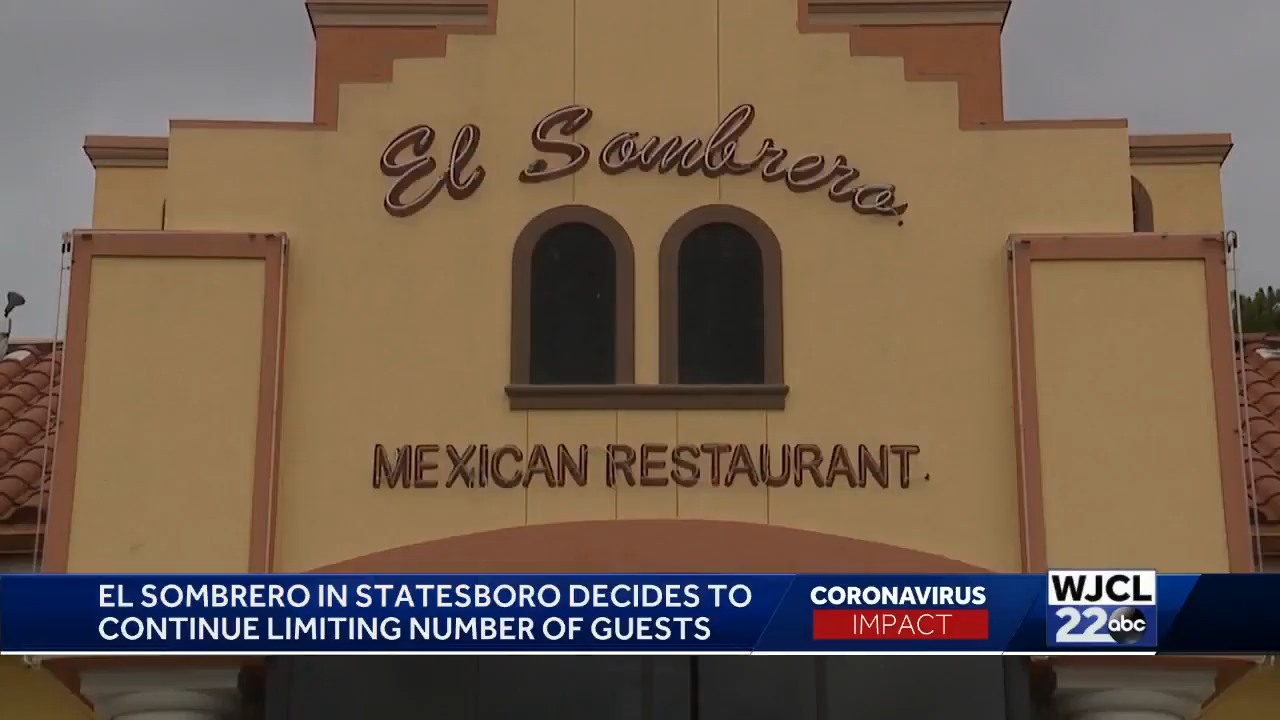 El Sombrero
MEXICAN RESTAURANT
EL SOMBRERO IN STATESBORO DECIDES TO
CONTINUE LIMITING NUMBER OF GUESTS
CORONAVIRUS
IMPACT
WJCL
22 abc